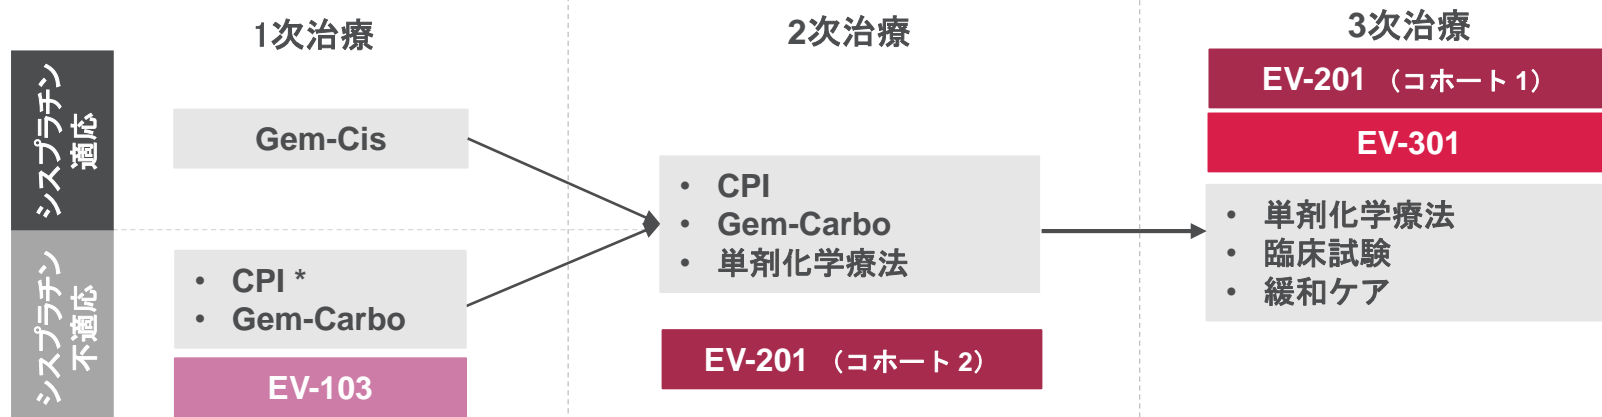 1次治療
2次治療
3次治療
シスプラチン
適応
シスプラチン
不適応
Gem-Cis
• CPI *
• Gem-Carbo
EV-103
• CPI
• Gem-Carbo
• 単剤化学療法
EV-201 （コホート 2）
EV-201 （コホート 1）
EV-301
• 単剤化学療法
• 臨床試験
• 緩和ケア